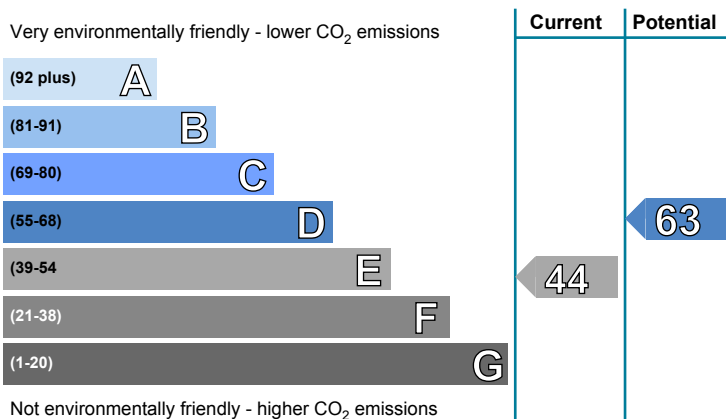 Very environmentally friendly - lower CO2 emissions
Current
Potential
(92 plus) A
(81-91) B
(69-80) C
(55-68) D
63
(39-54 E
44
(21-38) F
(1-20) G
Not environmentally friendly - higher CO2 emissions